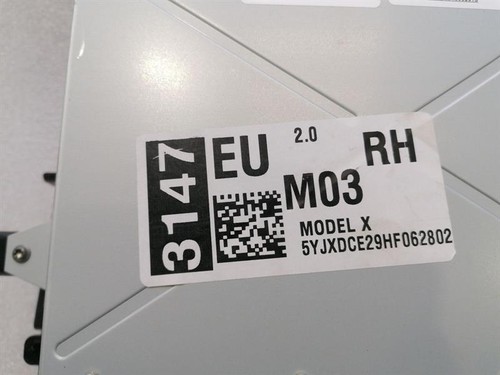 3147
EU 2.0 RH
M03
MODEL X
5YJXDCE29HF062802